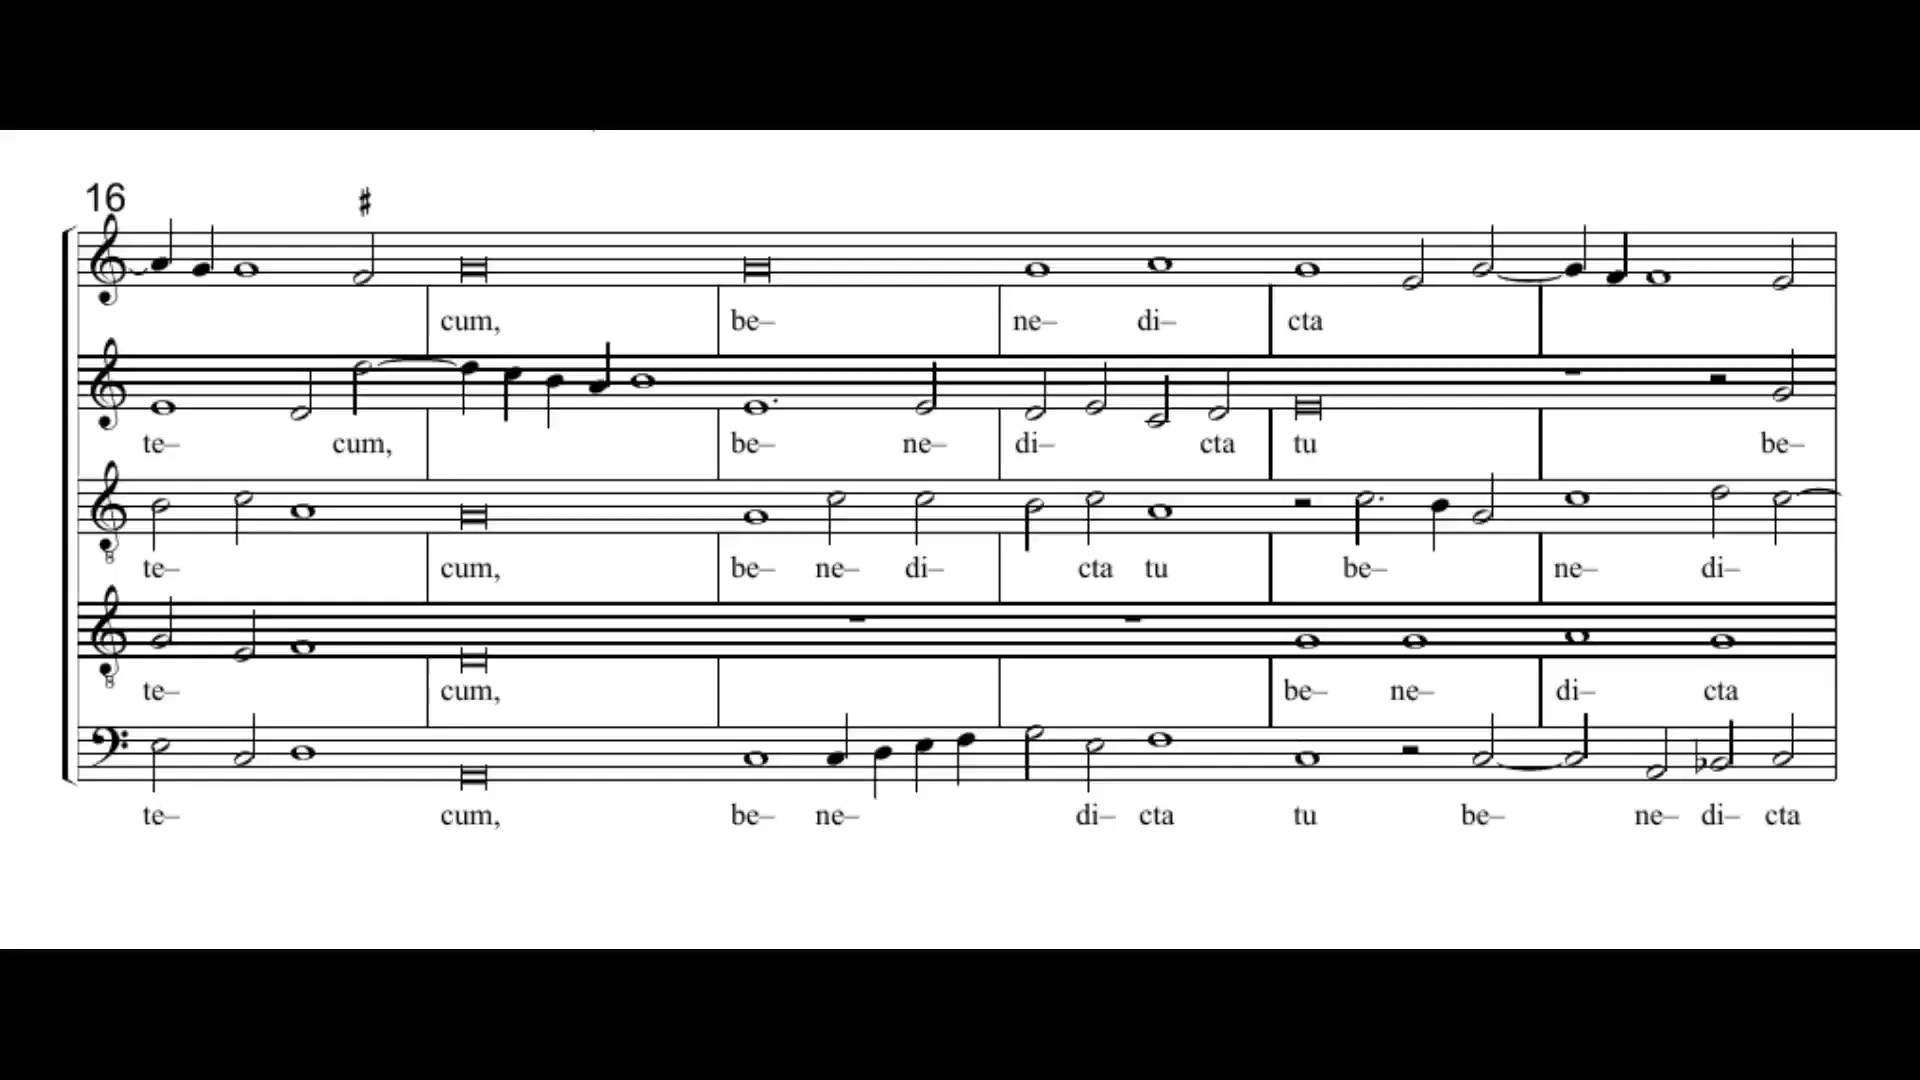 16
cum, be– ne– di– cta
te– cum, be– ne– di– cta tu be–
te– cum, be– ne– di– cta tu be– ne– di–
te– cum, be– ne– di– cta
te– cum, be– ne– di– cta tu be– ne– di– cta